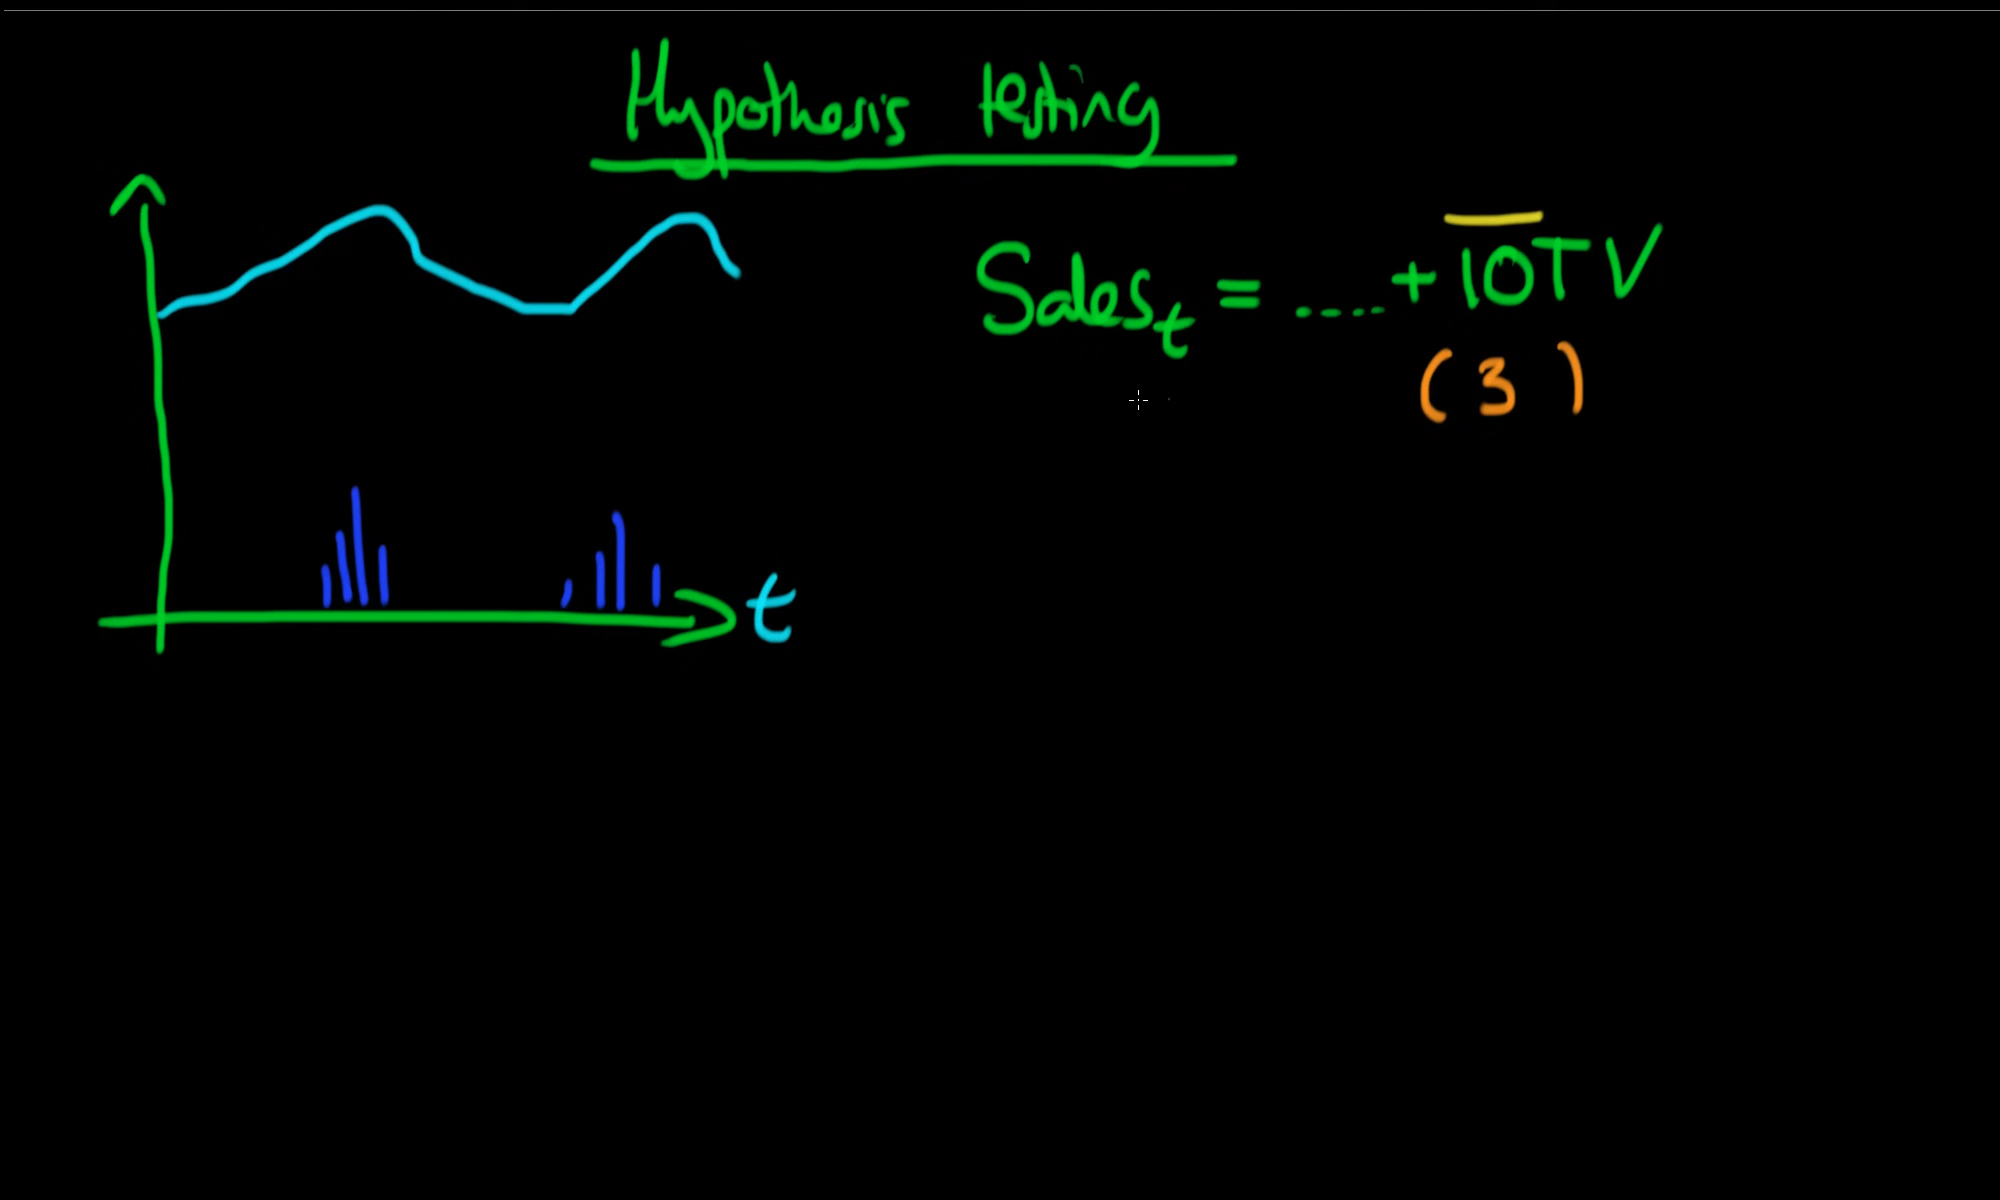 Hypothesis testing
Sales_t = ....+10TV
(3)
t